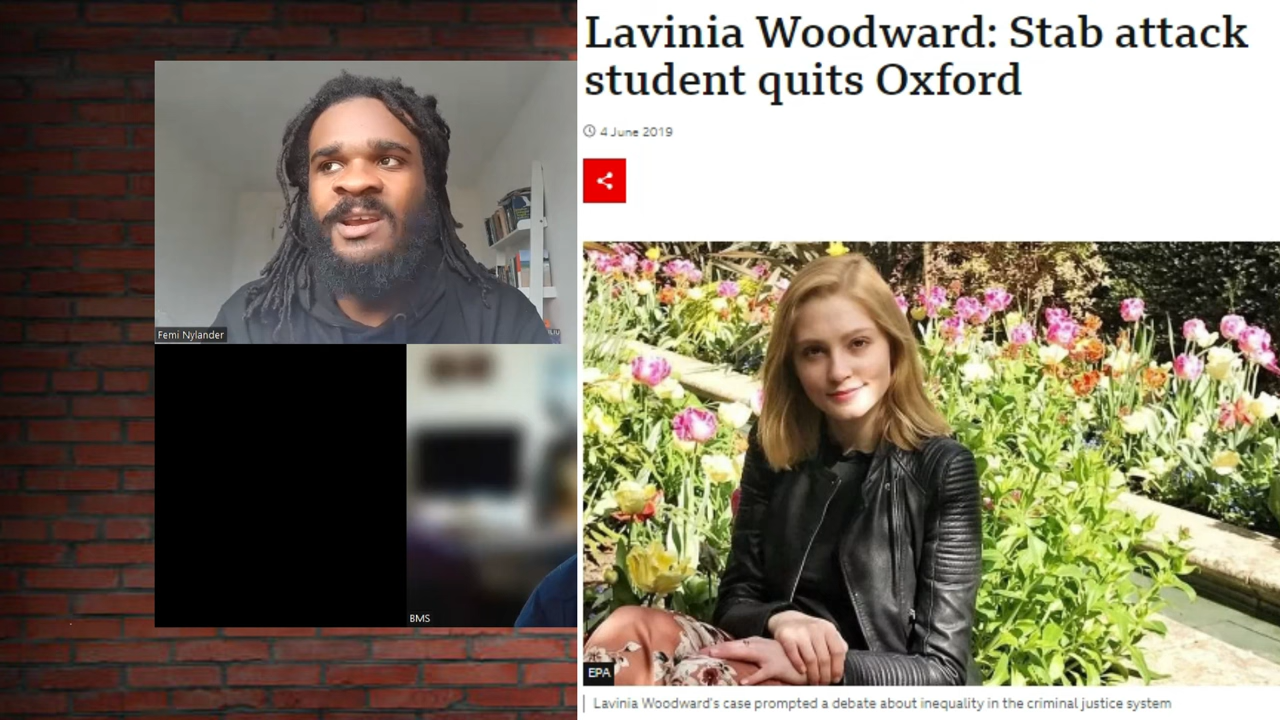 Lavinia Woodward: Stab attack
student quits Oxford
4 June 2019
Femi Nylander
BMS
EPA
Lavinia Woodward's case prompted a debate about inequality in the criminal justice system